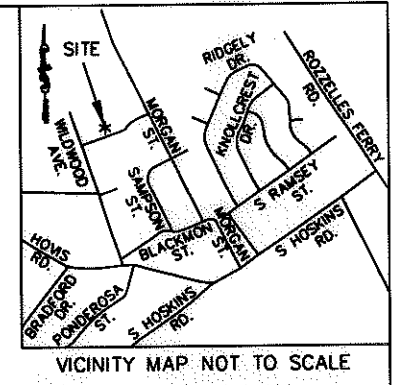 SITE
RIDGELY
DR.
ROZZELLES FERRY
RD.
WILDWOOD
AVE.
MORGAN
ST.
KNOLLCREST
DR.
SAMPSON
ST.
S RAMSEY
ST.
BLACKMON
ST.
MORGAN
ST.
S HOSKINS
RD.
HOVIS
RD.
BRADFORD
DR.
PONDEROSA
ST.
S HOSKINS
RD.
VICINITY MAP NOT TO SCALE